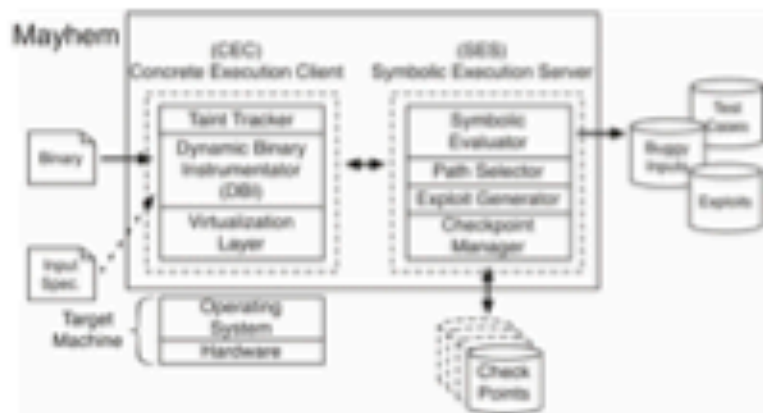 Mayhem
(CEC)
Concrete Execution Client
(SES)
Symbolic Execution Server
Taint Tracker
Dynamic Binary
Instrumentator
(DBI)
Virtualization
Layer
Symbolic
Evaluator
Path Selector
Exploit Generator
Checkpoint
Manager
Binary
Input
Spec.
Test
Cases
Buggy
Inputs
Exploits
Target
Machine
Operating
System
Hardware
Check
Points